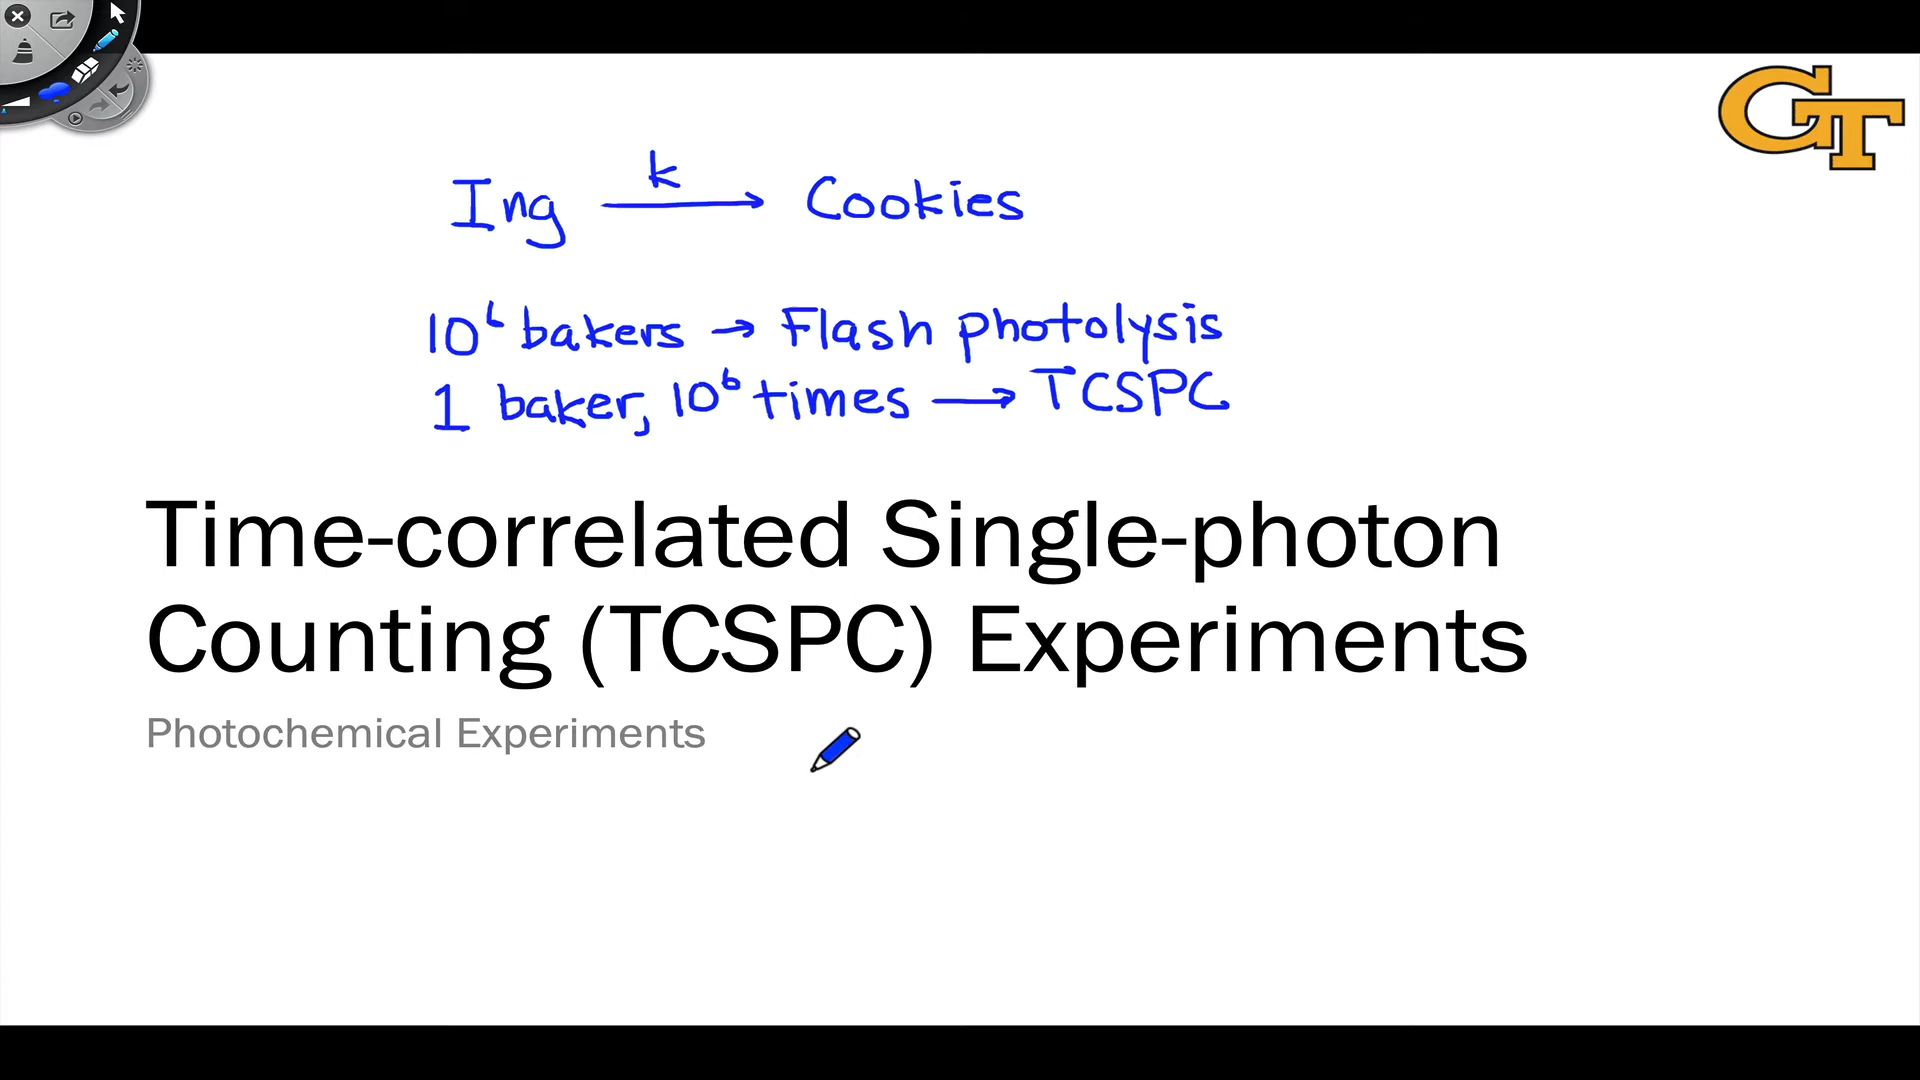 GT
k
Ing → Cookies
10⁶ bakers → Flash photolysis
1 baker, 10⁶ times → TCSPC
Time-correlated Single-photon
Counting (TCSPC) Experiments
Photochemical Experiments